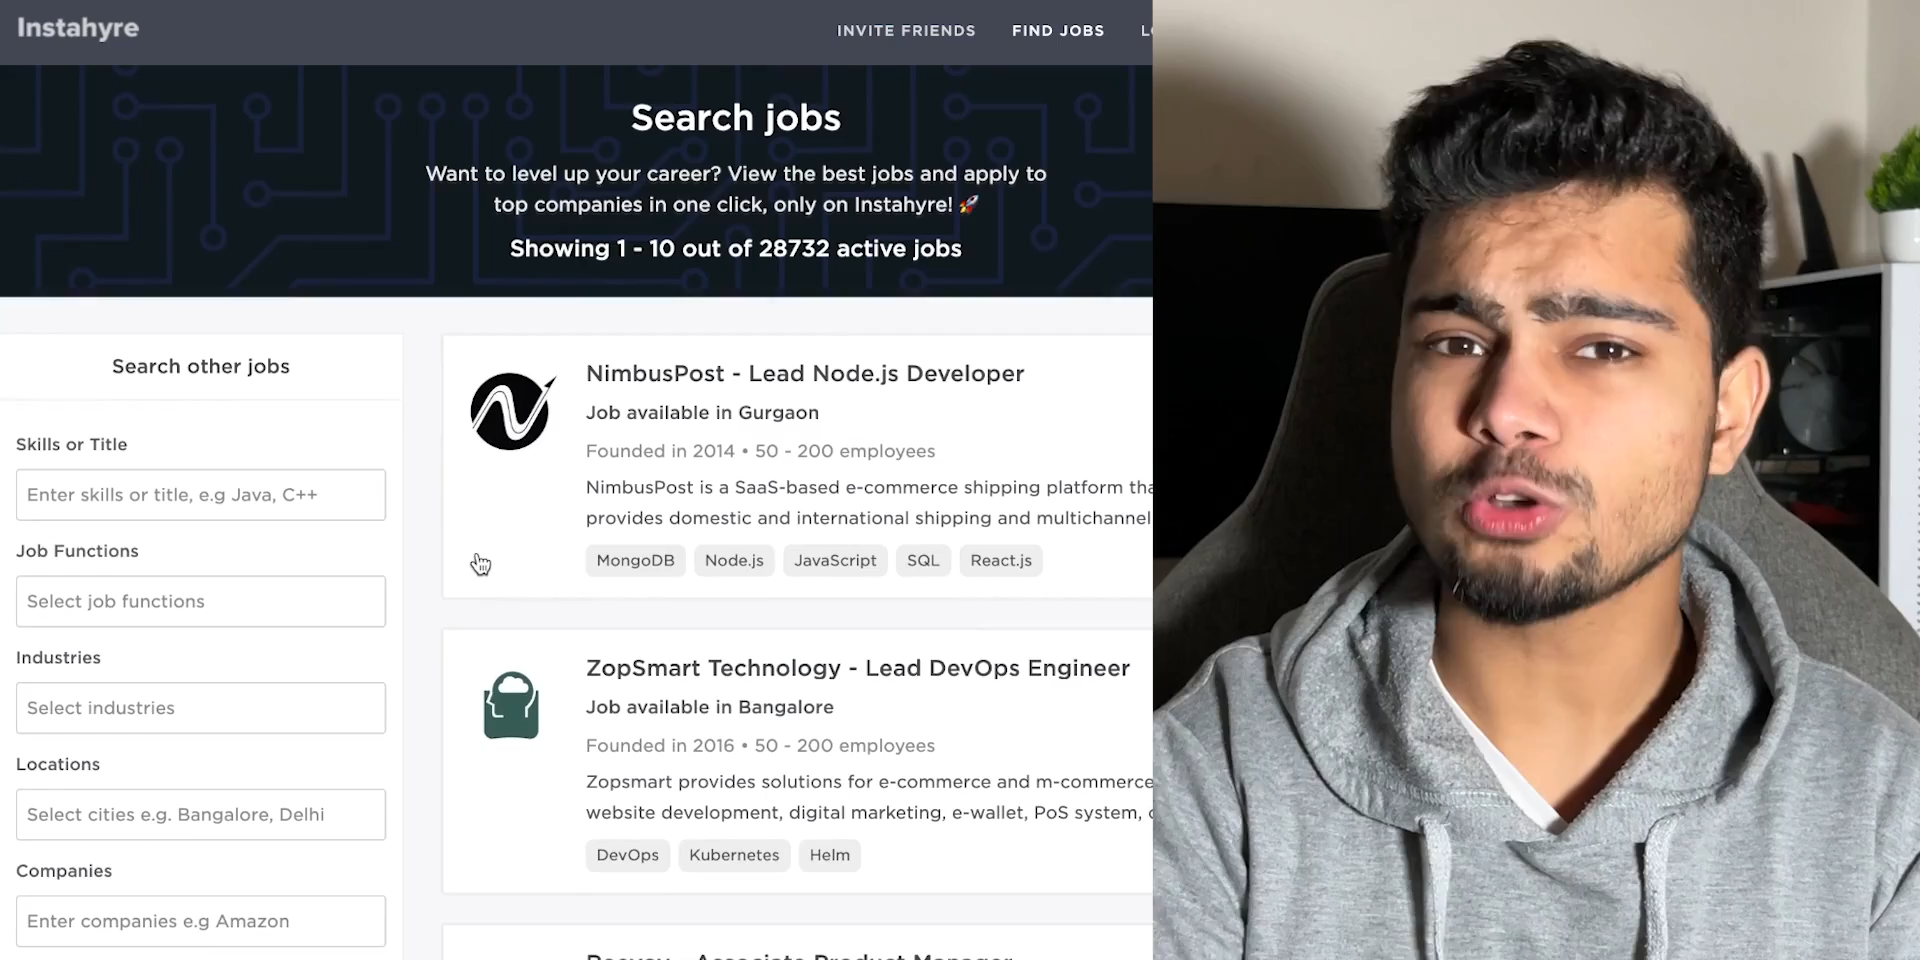 Instahyre
INVITE FRIENDS
FIND JOBS
Search jobs
Want to level up your career? View the best jobs and apply to
top companies in one click, only on Instahyre! 🚀
Showing 1 - 10 out of 28732 active jobs
Search other jobs
Skills or Title
Enter skills or title, e.g Java, C++
Job Functions
Select job functions
Industries
Select industries
Locations
Select cities e.g. Bangalore, Delhi
Companies
Enter companies e.g Amazon
NimbusPost - Lead Node.js Developer
Job available in Gurgaon
Founded in 2014 • 50 - 200 employees
NimbusPost is a SaaS-based e-commerce shipping platform
provides domestic and international shipping and multichannel
MongoDB
Node.js
JavaScript
SQL
React.js
ZopSmart Technology - Lead DevOps Engineer
Job available in Bangalore
Founded in 2016 • 50 - 200 employees
Zopsmart provides solutions for e-commerce and m-commerce
website development, digital marketing, e-wallet, PoS system,
DevOps
Kubernetes
Helm